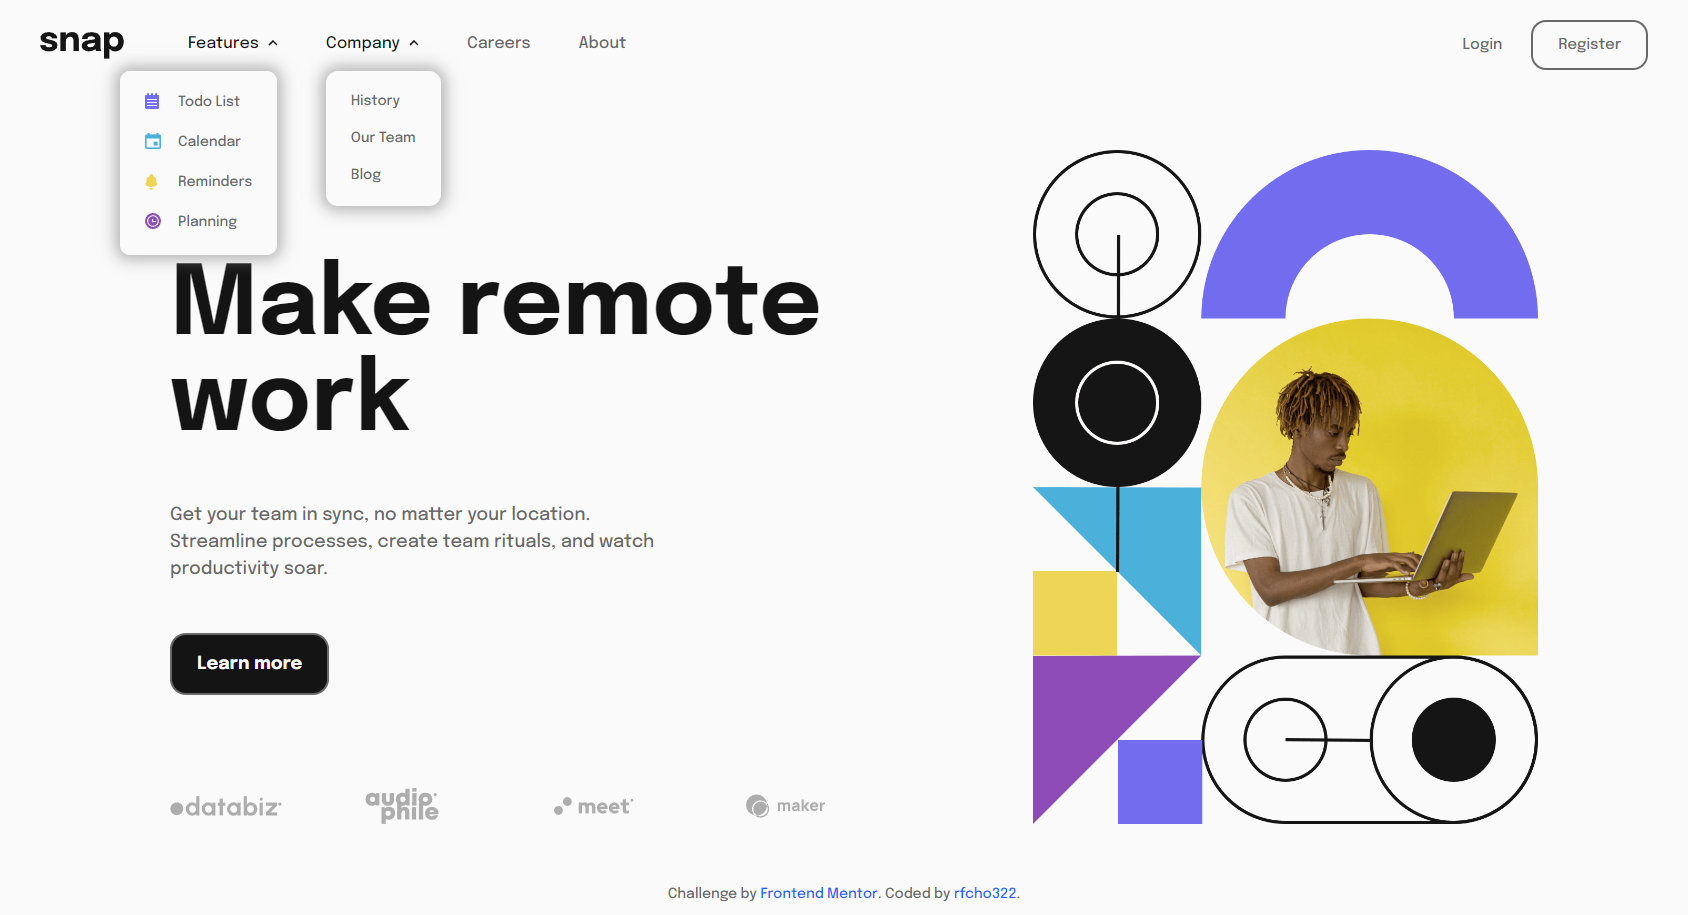 snap
Features
Company
Careers
About
Login
Register
Todo List
Calendar
Reminders
Planning
History
Our Team
Blog
Make remote
work
Get your team in sync, no matter your location.
Streamline processes, create team rituals, and watch
productivity soar.
Learn more
databiz
audiophile
meet
maker
Challenge by Frontend Mentor. Coded by rfcho322.